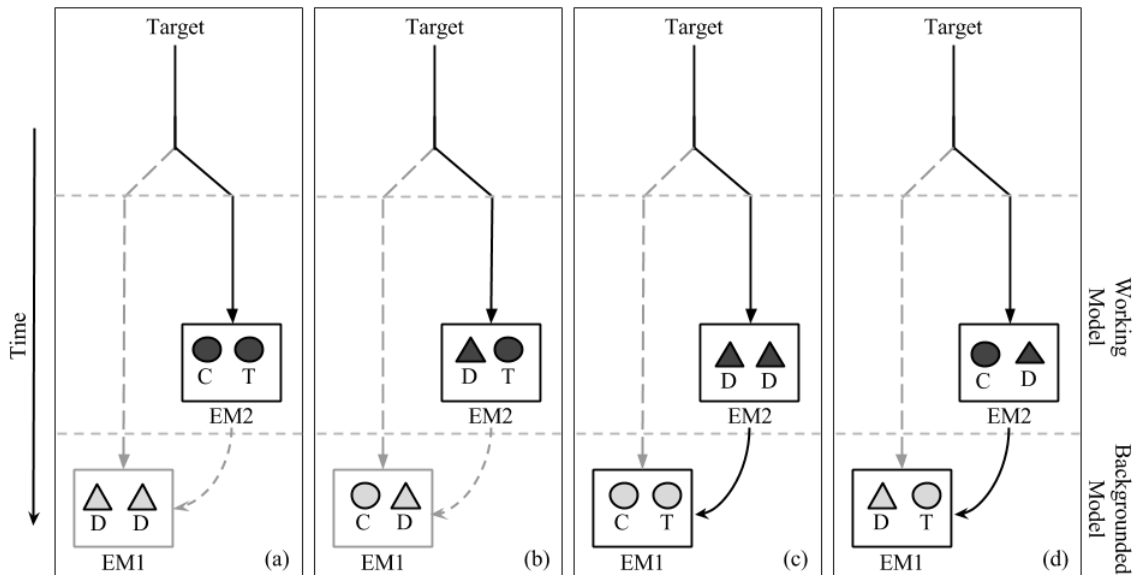 Target
C T
EM2
D D
EM1
(a)
Target
D T
EM2
C D
EM1
(b)
Target
D D
EM2
C T
EM1
(c)
Target
C D
EM2
D T
EM1
(d)
Time
Working
Model
Backgrounded
Model